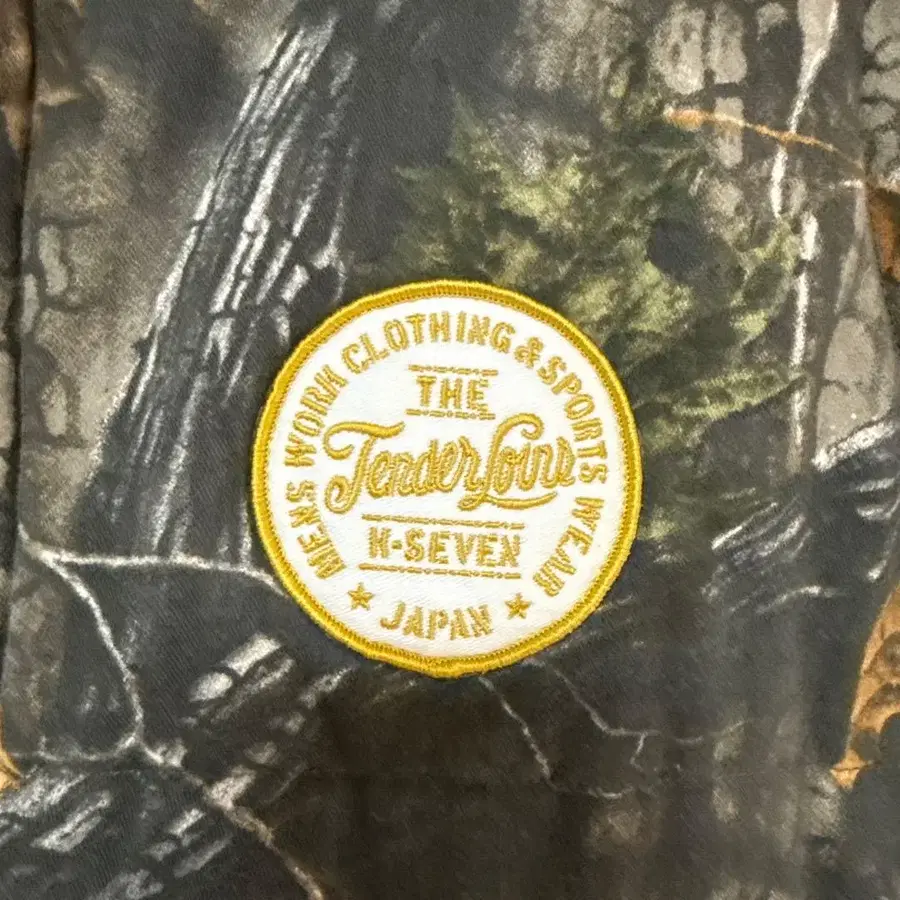 MENS WORK CLOTHING & SPORTS WEAR
THE
TenderLoins
N-SEVEN
★ JAPAN ★